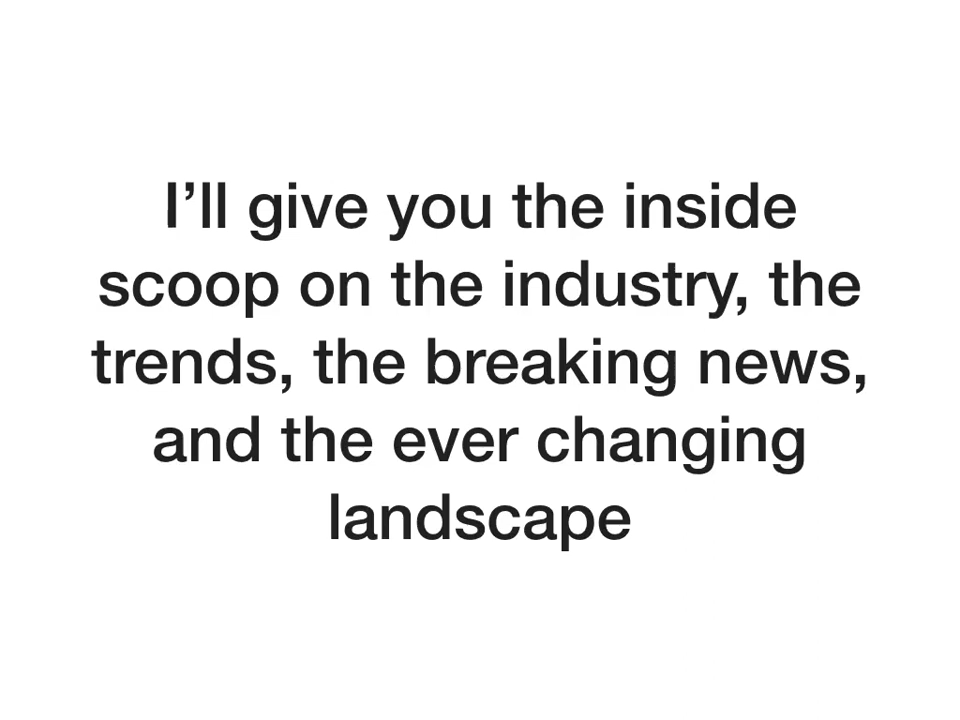 I’ll give you the inside
scoop on the industry, the
trends, the breaking news,
and the ever changing
landscape